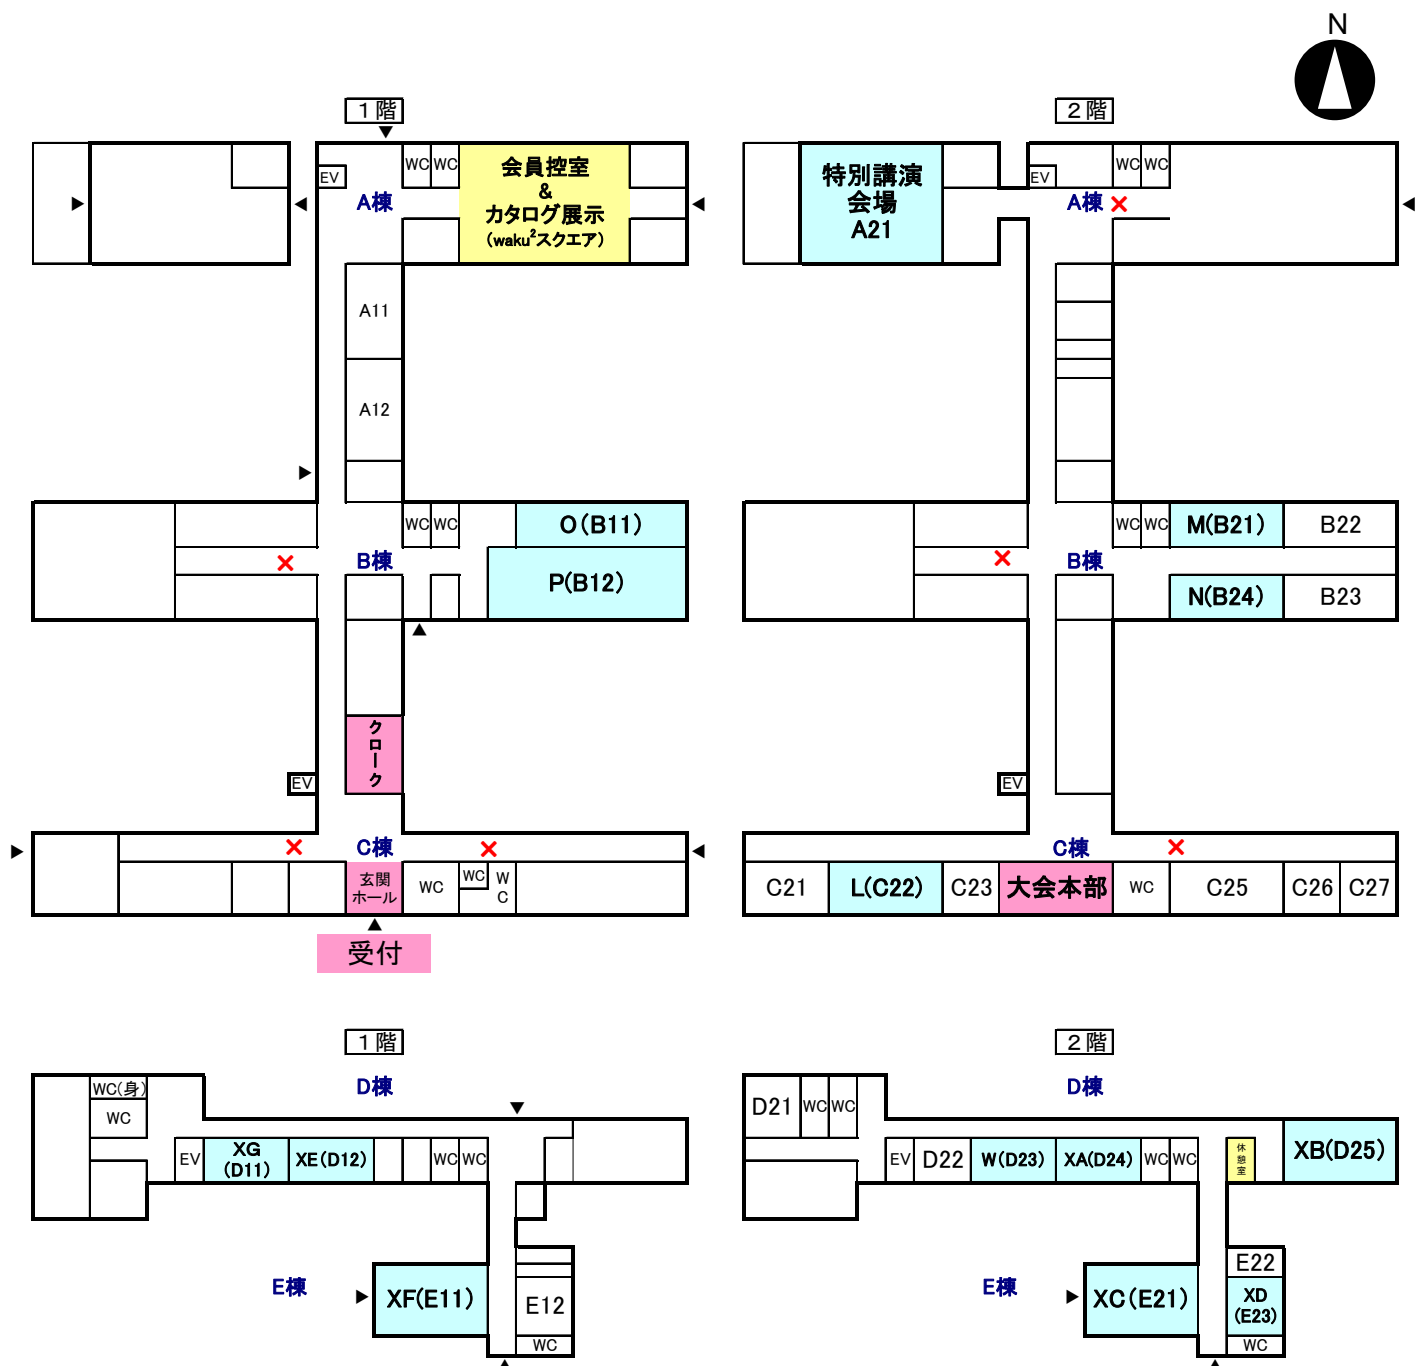 N
1階
WC
WC
会員控室
&
カタログ展示
(waku2スクエア)
EV
A棟
A11
A12
WC
WC
O(B11)
B棟
P(B12)
クローク
EV
C棟
玄関
ホール
WC
WC
WC
受付
2階
特別講演
会場
A21
EV
WC
WC
A棟
WC
WC
M(B21)
B22
B棟
N(B24)
B23
EV
C棟
C21
L(C22)
C23
大会本部
WC
C25
C26
C27
1階
D棟
WC(身)
WC
EV
XG
(D11)
XE(D12)
WC
WC
E棟
XF(E11)
E12
WC
2階
D棟
D21
WC
WC
EV
D22
W(D23)
XA(D24)
WC
WC
休憩室
XB(D25)
E棟
XC(E21)
E22
XD
(E23)
WC